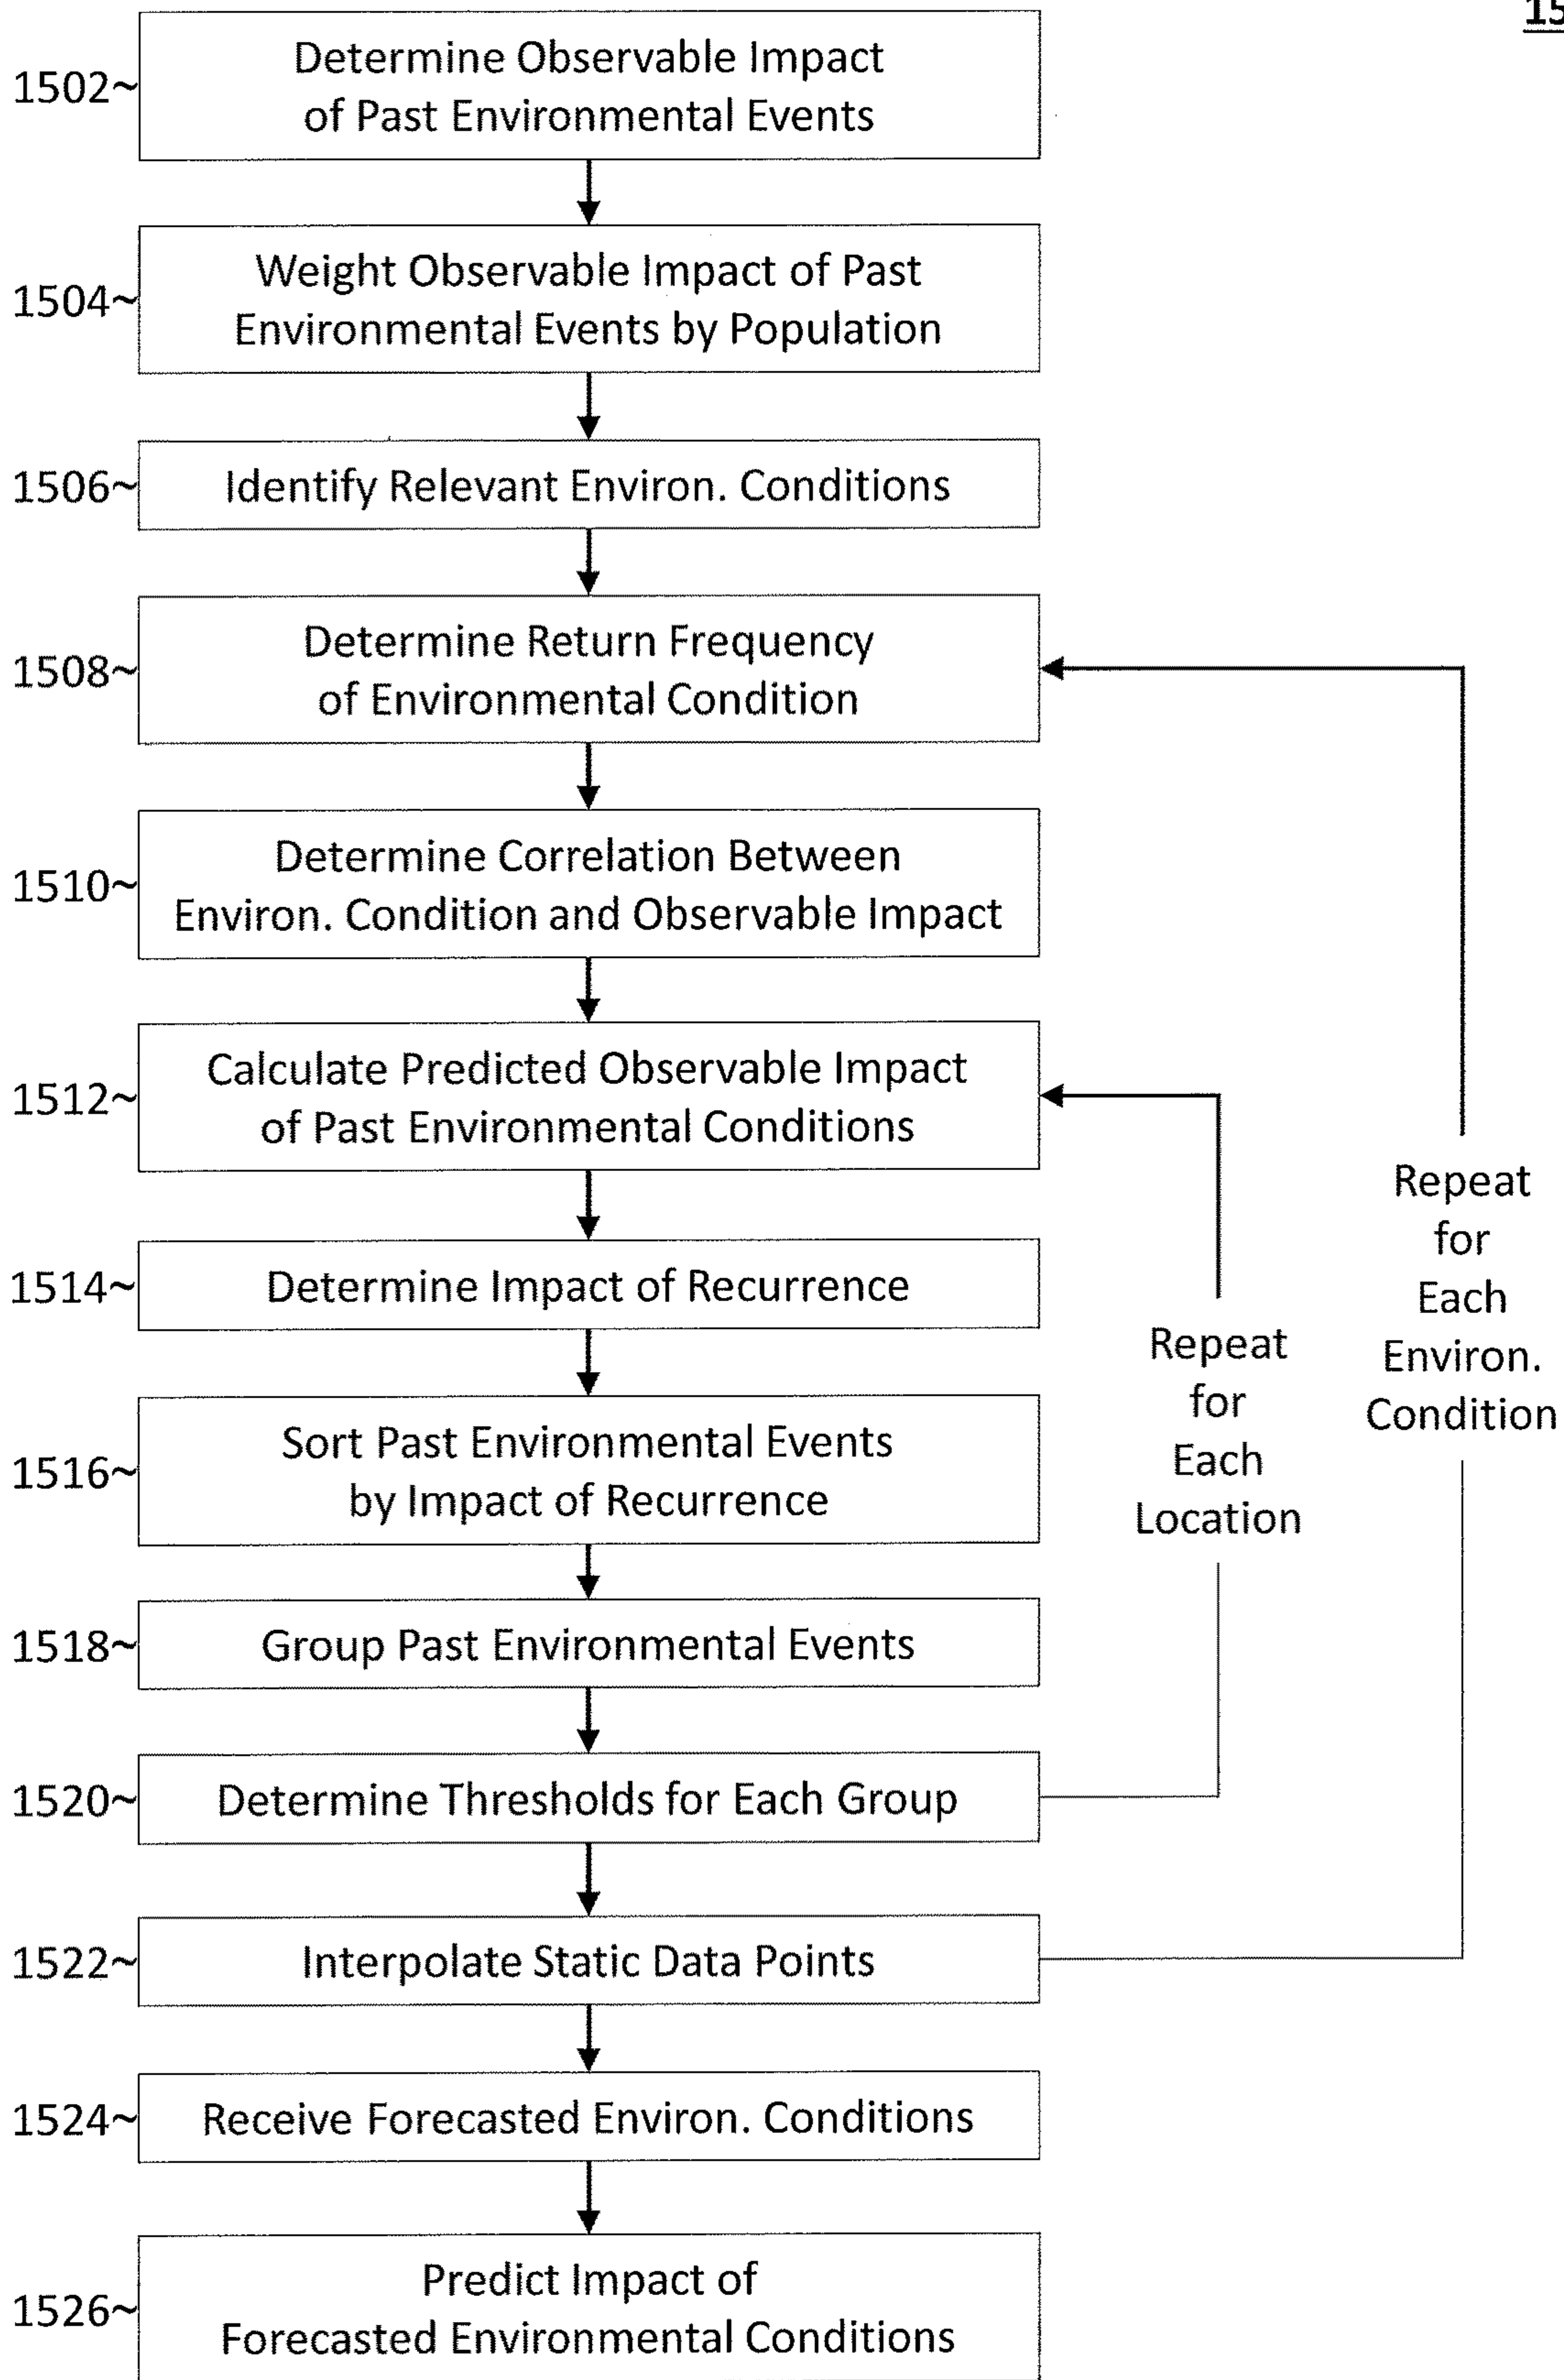 15
1502~
Determine Observable Impact
of Past Environmental Events
1504~
Weight Observable Impact of Past
Environmental Events by Population
1506~
Identify Relevant Environ. Conditions
1508~
Determine Return Frequency
of Environmental Condition
1510~
Determine Correlation Between
Environ. Condition and Observable Impact
1512~
Calculate Predicted Observable Impact
of Past Environmental Conditions
1514~
Determine Impact of Recurrence
1516~
Sort Past Environmental Events
by Impact of Recurrence
1518~
Group Past Environmental Events
1520~
Determine Thresholds for Each Group
1522~
Interpolate Static Data Points
1524~
Receive Forecasted Environ. Conditions
1526~
Predict Impact of
Forecasted Environmental Conditions
Repeat
for
Each
Location
Repeat
for
Each
Environ.
Condition